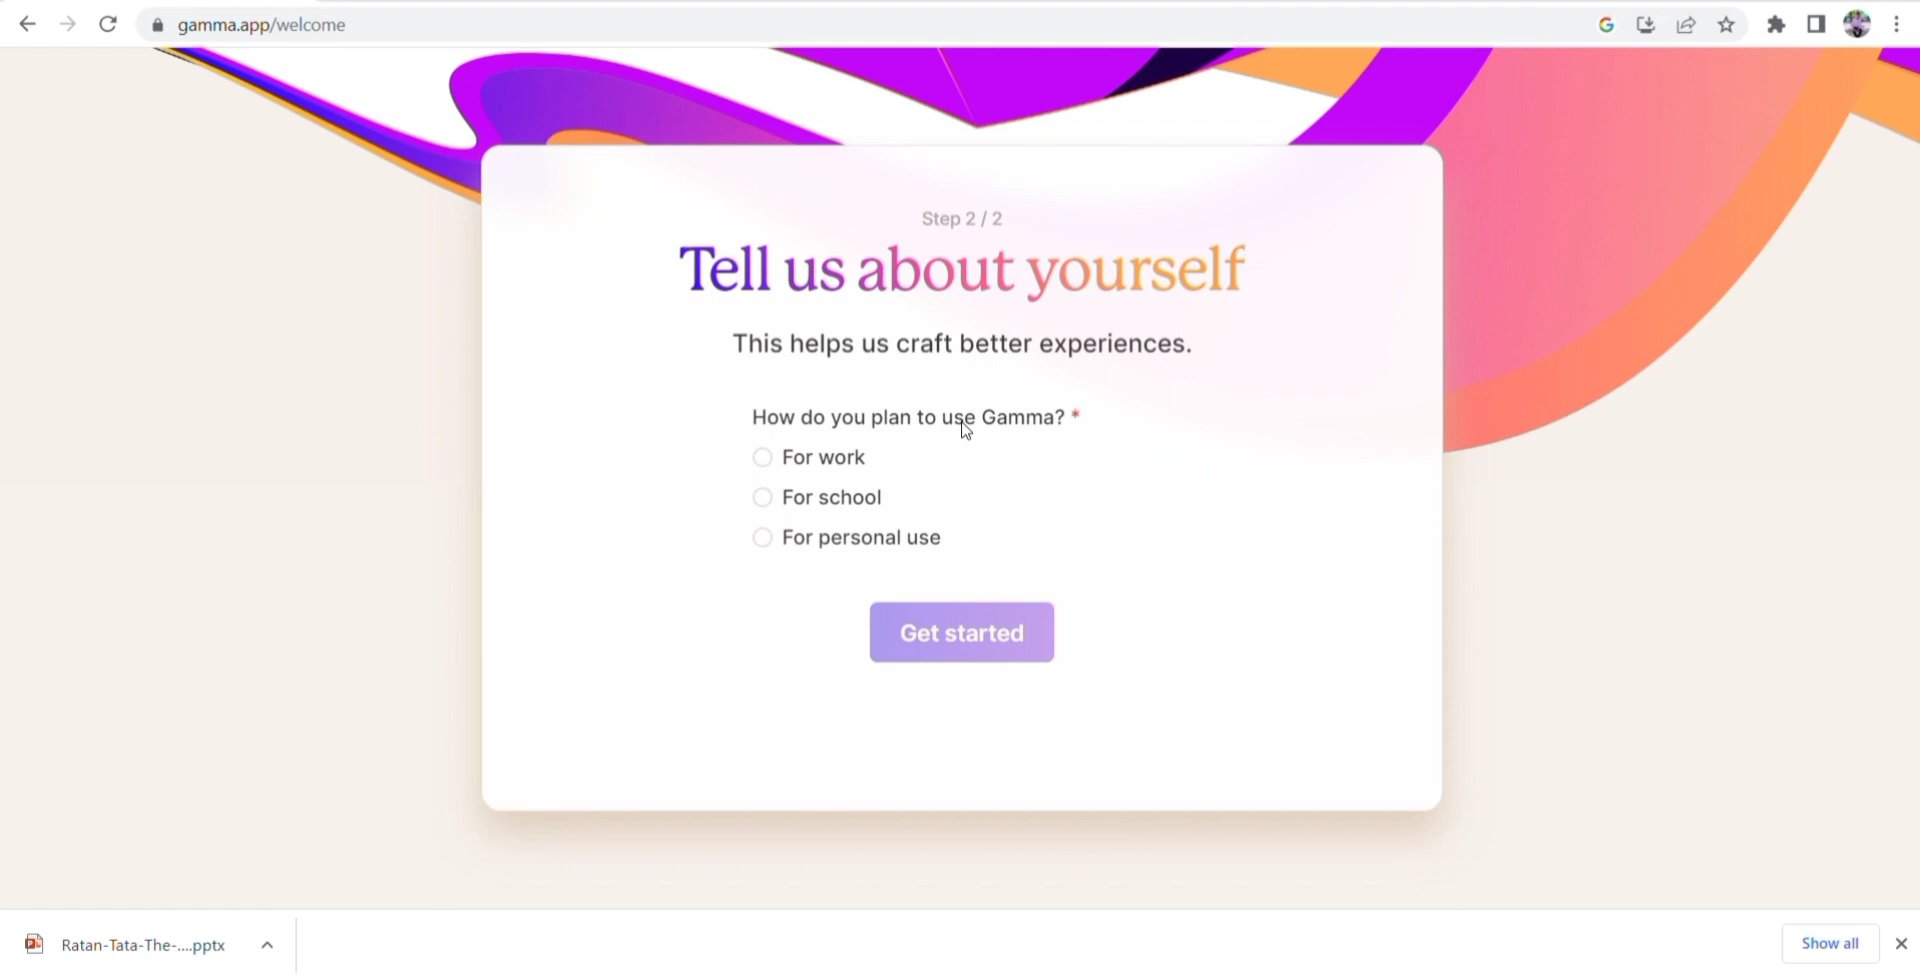 gamma.app/welcome
Step 2 / 2
Tell us about yourself
This helps us craft better experiences.
How do you plan to use Gamma? *
For work
For school
For personal use
Get started
Ratan-Tata-The-....pptx
Show all